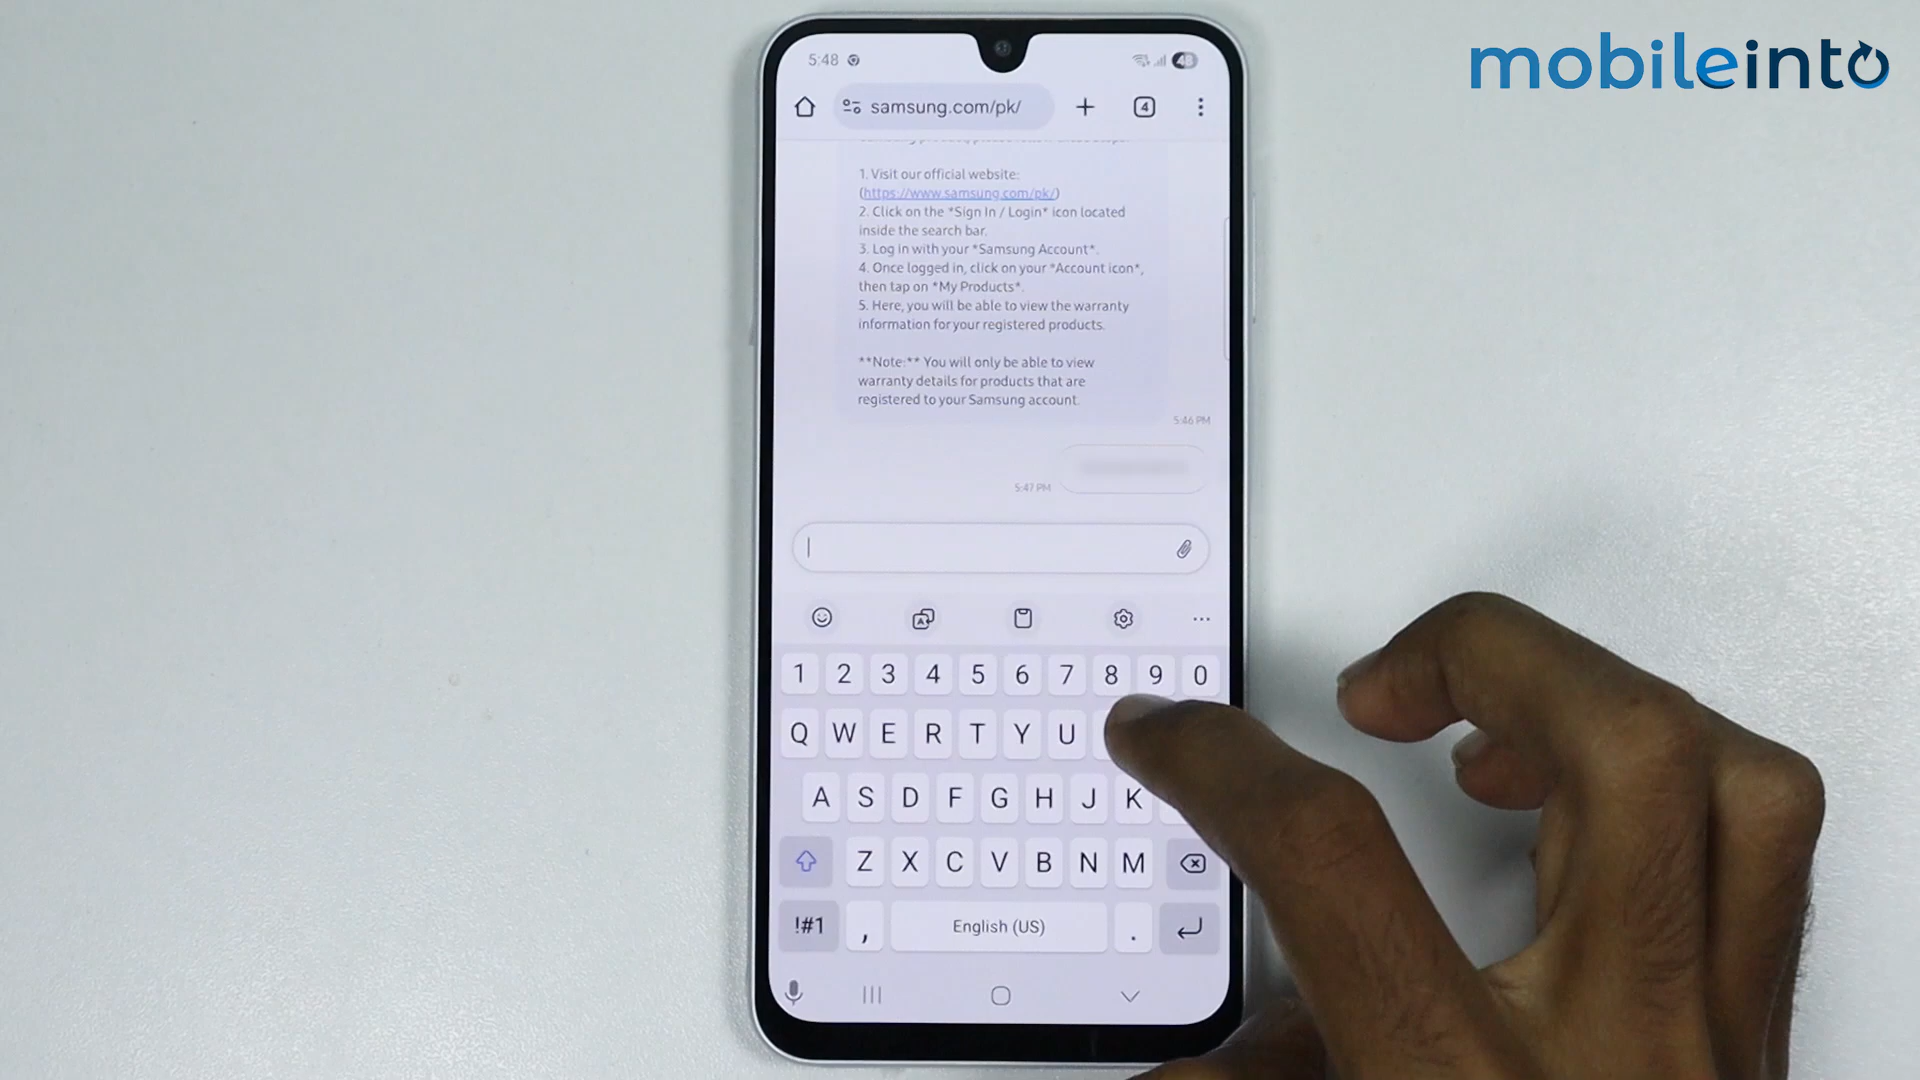 mobileinto
5:48
48
samsung.com/pk/
4
1. Visit our official website:
(https://www.samsung.com/pk/)
2. Click on the *Sign In / Login* icon located
inside the search bar.
3. Log in with your *Samsung Account*.
4. Once logged in, click on your *Account icon*,
then tap on *My Products*.
5. Here, you will be able to view the warranty
information for your registered products.
**Note:** You will only be able to view
warranty details for products that are
registered to your Samsung account.
5:46 PM
5:47 PM
1 2 3 4 5 6 7 8 9 0
Q W E R T Y U
A S D F G H J K
Z X C V B N M
!#1 , English (US) .